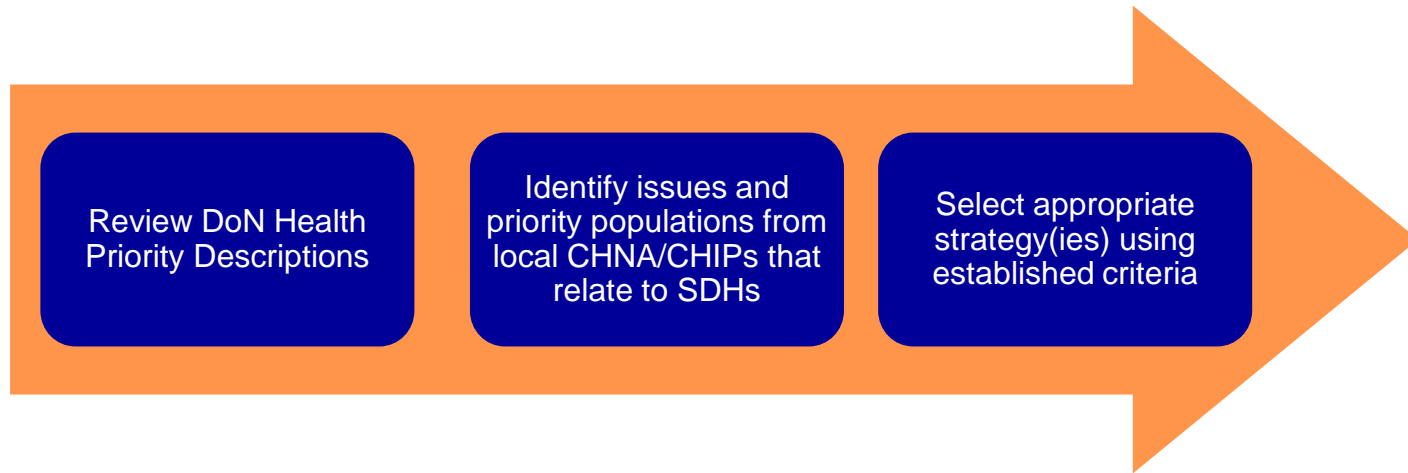 Review DoN Health
Priority Descriptions
Identify issues and
priority populations from
local CHNA/CHIPs that
relate to SDHs
Select appropriate
strategy(ies) using
established criteria